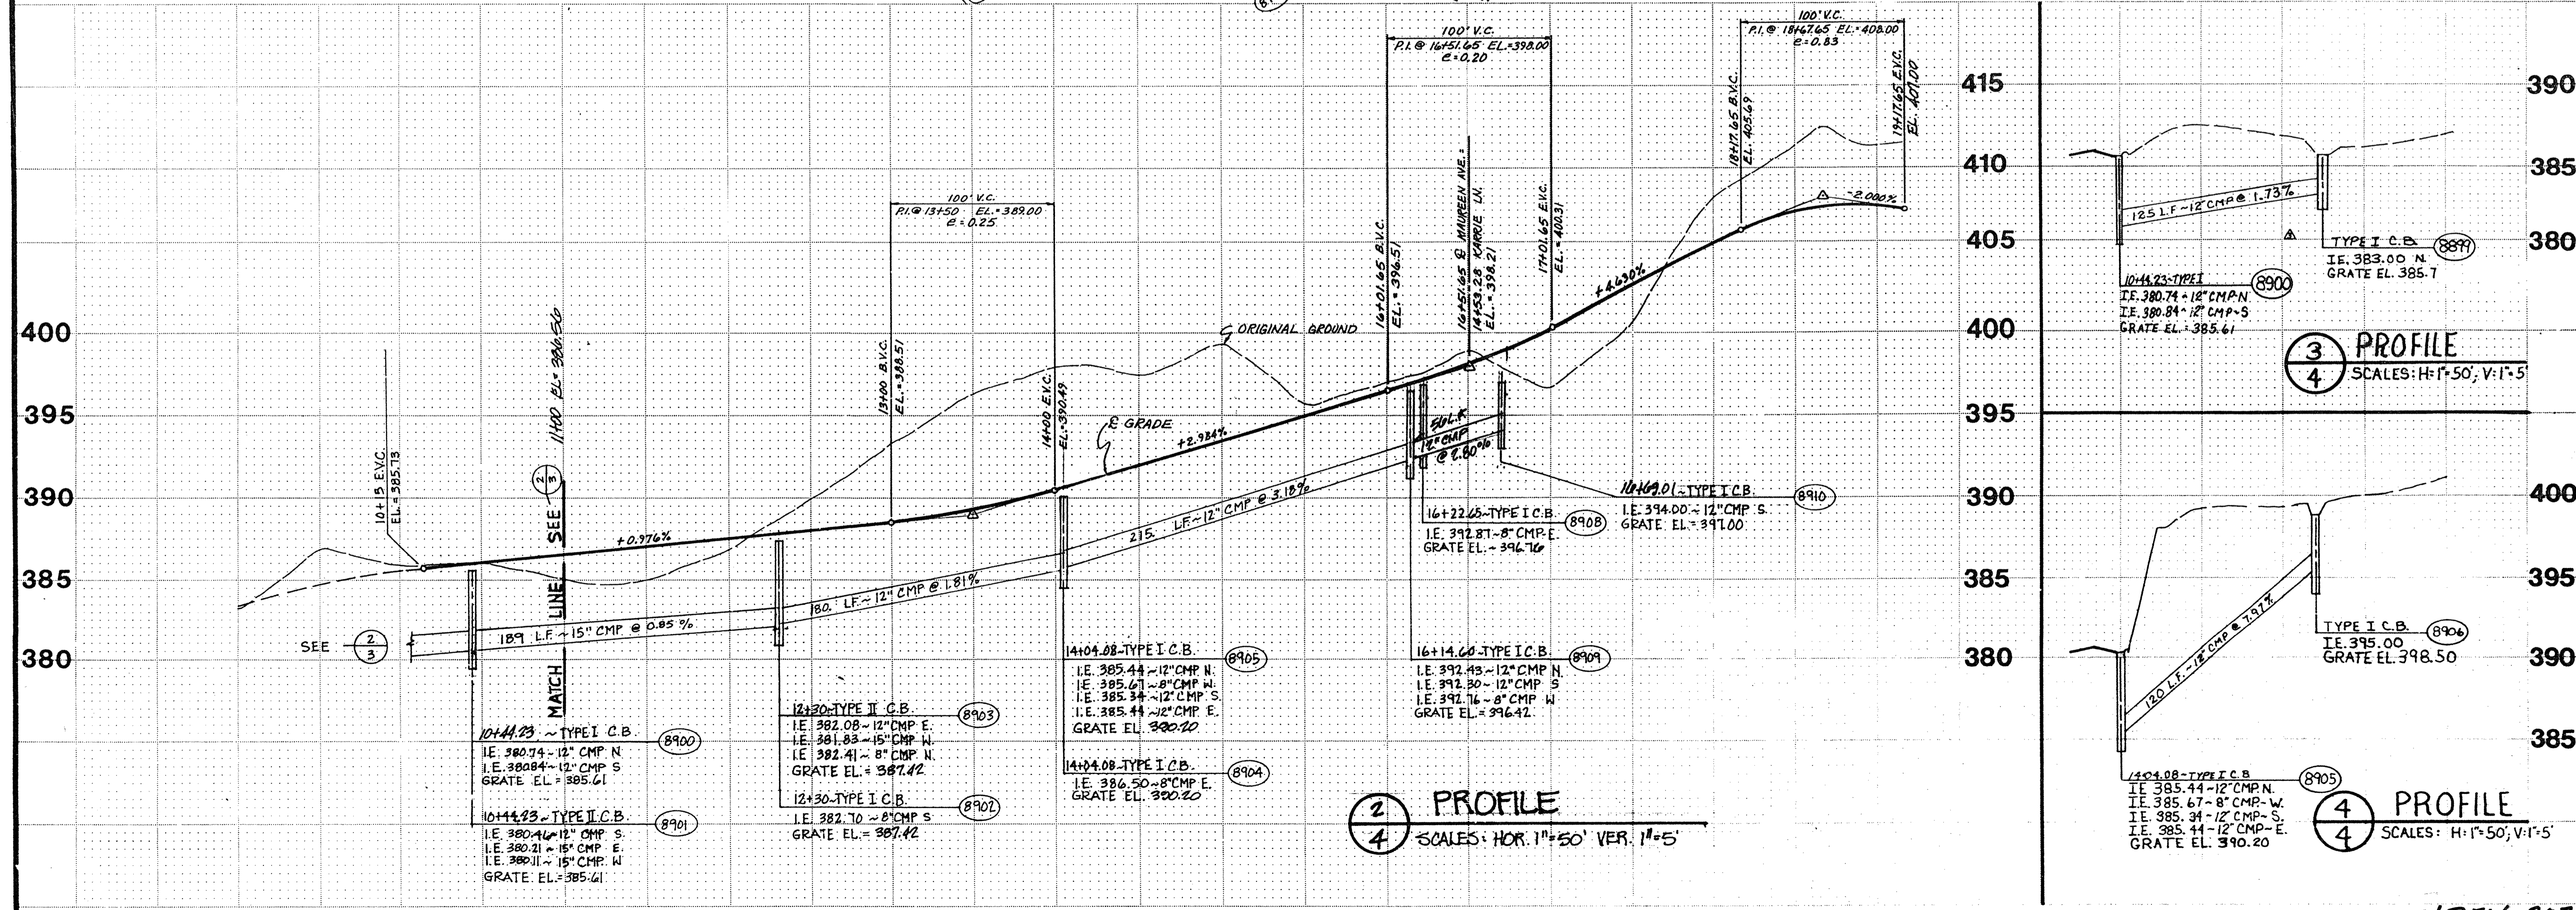 100' V.C.
P.I. @ 13+50 EL.=389.00
e = 0.25
100' V.C.
P.I. @ 16+51.65 EL.=398.00
e = 0.20
100' V.C.
P.I. @ 18+67.65 EL.=408.00
e = 0.83
10+15 E.V.C.
EL. = 385.73
11+00 EL= 386.56
SEE 2/3
MATCH LINE
13+00 B.V.C.
EL.=388.51
14+00 E.V.C.
EL.=390.49
16+01.65 B.V.C.
EL. = 396.51
16+51.65 ℄ MAUREEN AVE. =
14+53.28 KARRIE LN.
EL. = 398.21
17+01.65 E.V.C.
EL. = 400.31
18+17.65 B.V.C.
EL. 405.69
19+17.65 E.V.C.
EL. 407.00
ORIGINAL GROUND
℄ GRADE
+0.976%
+2.984%
+4.630%
-2.000%
400
395
390
385
380
415
410
405
400
395
390
385
380
SEE 2/3
189 L.F. ~ 15" CMP @ 0.85 %
180. LF. ~ 12" CMP @ 1.81%
215. LF. ~ 12" CMP @ 3.18%
56 L.F.
12" CMP
@ 2.80%
10+44.23 ~ TYPE I C.B. 8900
I.E. 380.74 ~ 12" CMP N
I.E. 380.84 ~ 12" CMP S
GRATE EL = 385.61
10+44.23 ~ TYPE II C.B. 8901
I.E. 380.46 ~ 12" CMP S.
I.E. 380.21 ~ 15" CMP E.
I.E. 380.11 ~ 15" CMP W
GRATE EL.=385.61
12+30~TYPE II C.B. 8903
I.E 382.08 ~ 12" CMP E.
I.E. 381.83 ~ 15" CMP W.
I.E. 382.41 ~ 8" CMP N.
GRATE EL. = 387.42
12+30~TYPE I C.B. 8902
I.E. 382.70 ~ 8" CMP S
GRATE EL. = 387.42
14+04.08~TYPE I C.B. 8905
I.E. 385.44 ~ 12" CMP N.
I.E. 385.67 ~ 8" CMP W.
I.E. 385.34 ~ 12" CMP S.
I.E. 385.44 ~ 12" CMP E.
GRATE EL. 390.20
14+04.08~TYPE I C.B. 8904
I.E. 386.50 ~ 8" CMP E.
GRATE EL. 390.20
16+14.60~TYPE I C.B. 8909
I.E. 392.43 ~ 12" CMP N.
I.E. 392.30 ~ 12" CMP S
I.E. 392.76 ~ 8" CMP W
GRATE EL. = 396.42
16+22.65~TYPE I C.B. 8908
I.E. 392.87 ~ 8" CMP E.
GRATE EL. ~ 396.76
16+69.01~TYPE I C.B. 8910
I.E. 394.00 ~ 12" CMP S.
GRATE EL. = 397.00
2/4 PROFILE
SCALES: HOR. 1"=50' VER. 1"=5'
390
385
380
125 L.F. ~ 12" CMP @ 1.73%
TYPE I C.B. 8899
I.E. 383.00 N.
GRATE EL. 385.7
10+44.23~TYPE I 8900
I.E. 380.74 ~ 12" CMP~N
I.E. 380.84 ~ 12" CMP~S
GRATE EL. = 385.61
3/4 PROFILE
SCALES: H: 1"=50', V: 1"=5'
400
395
390
385
120 L.F. ~ 12" CMP @ 7.97%
TYPE I C.B. 8906
I.E. 395.00
GRATE EL. 398.50
14+04.08~TYPE I C.B 8905
I.E 385.44 ~ 12" CMP. N.
I.E. 385.67 ~ 8" CMP. ~ W.
I.E. 385.34 ~ 12" CMP ~ S.
I.E. 385.44 ~ 12" CMP ~ E.
GRATE EL. 390.20
4/4 PROFILE
SCALES: H: 1"=50', V: 1"=5'